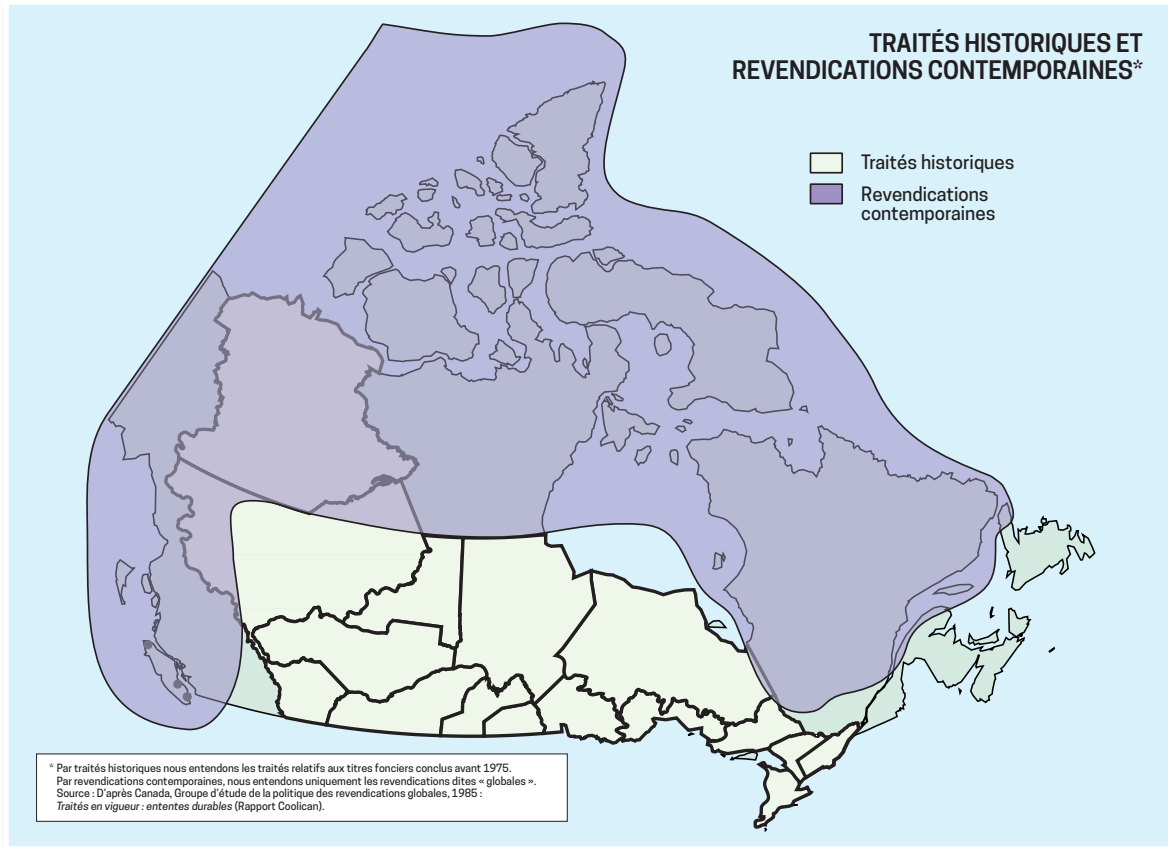 TRAITÉS HISTORIQUES ET
REVENDICATIONS CONTEMPORAINES*
Traités historiques
Revendications
contemporaines
* Par traités historiques nous entendons les traités relatifs aux titres fonciers conclus avant 1975.
Par revendications contemporaines, nous entendons uniquement les revendications dites « globales ».
Source : D'après Canada, Groupe d'étude de la politique des revendications globales, 1985 :
Traités en vigueur : ententes durables (Rapport Coolican).